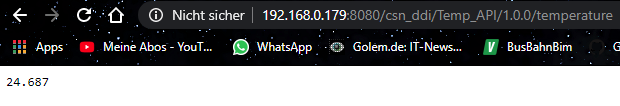 Nicht sicher | 192.168.0.179:8080/csn_ddi/Temp_API/1.0.0/temperature
Apps Meine Abos - YouT... WhatsApp Golem.de: IT-News... V BusBahnBim G
24.687